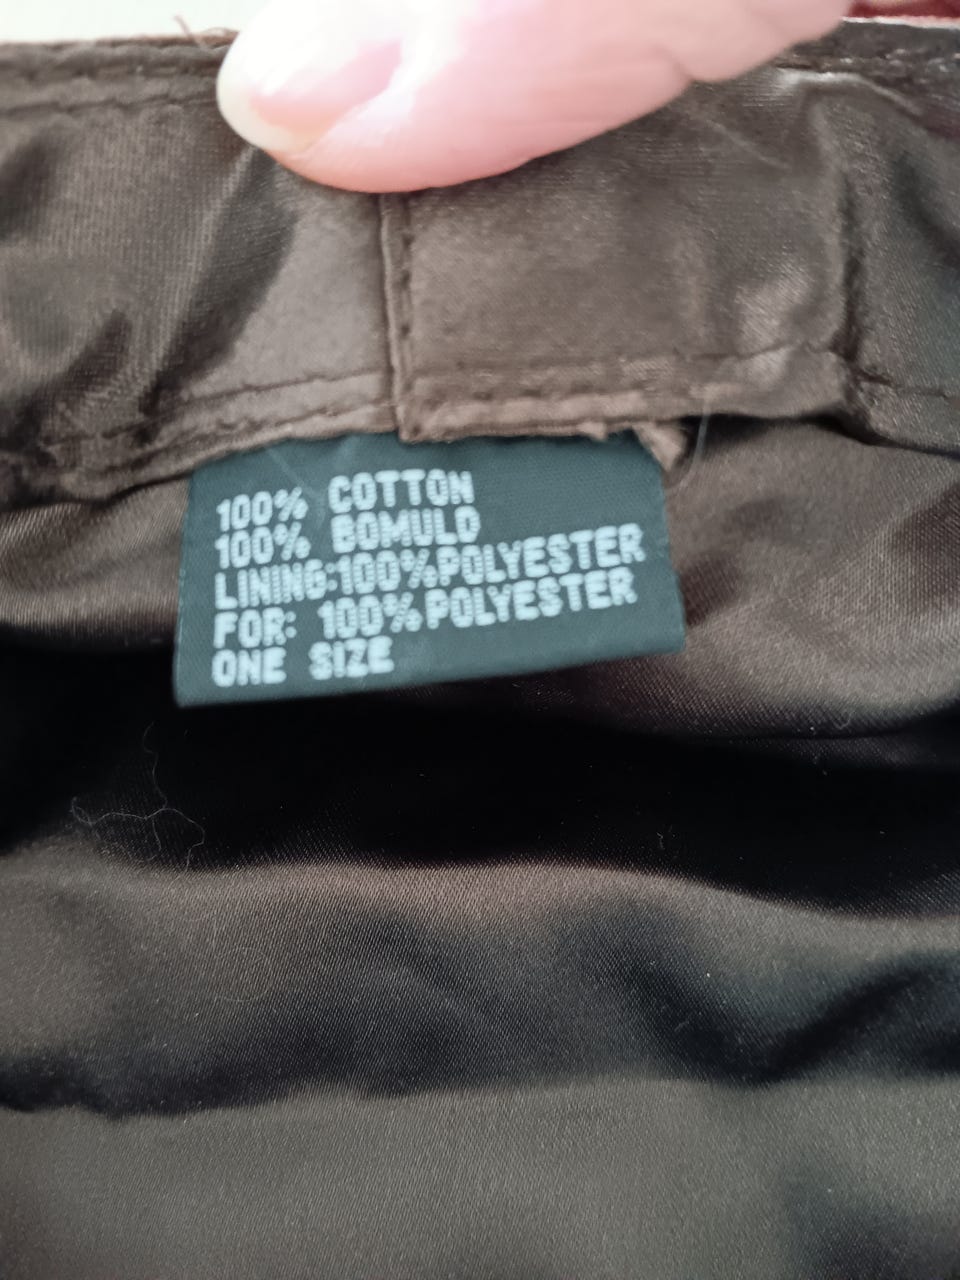 100% COTTON
100% BOMULD
LINING:100%POLYESTER
FOR: 100%POLYESTER
ONE SIZE